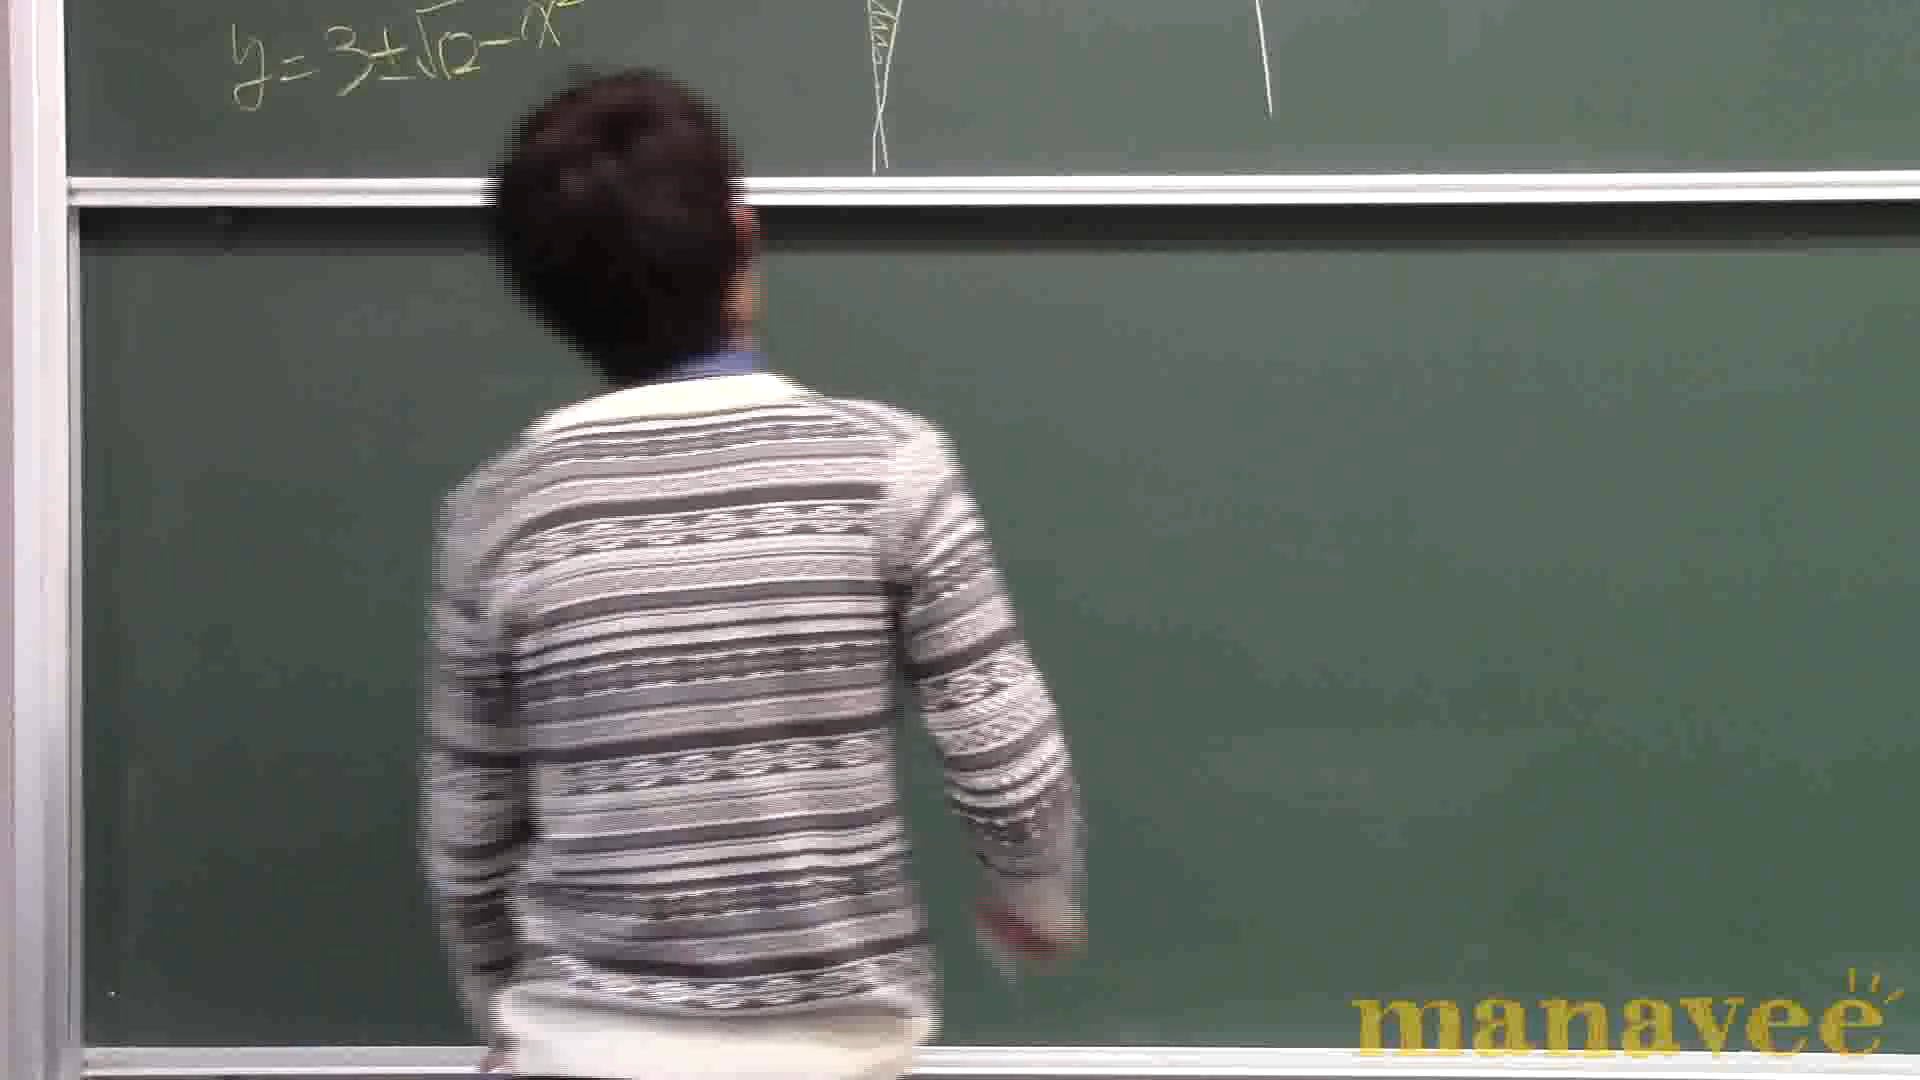 y = 3±√12-x²
manavee